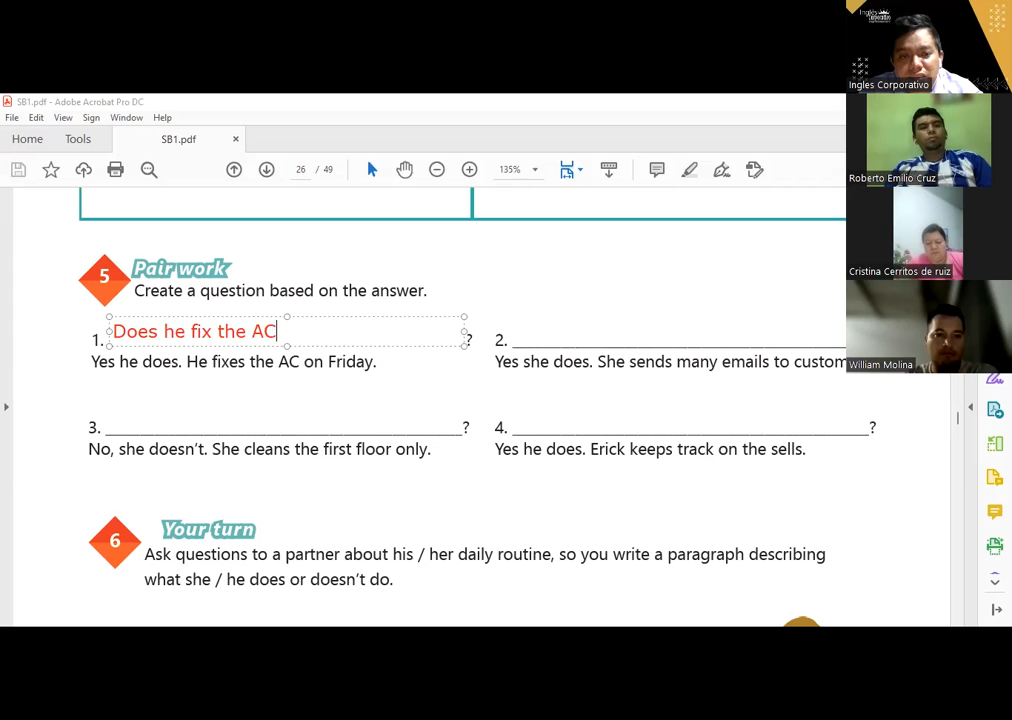 Inglés
Corporativo
Ingles Corporativo
SB1.pdf - Adobe Acrobat Pro DC
File Edit View Sign Window Help
Home Tools SB1.pdf ×
26 / 49 135%
Roberto Emilio Cruz
Cristina Cerritos de ruiz
William Molina
5 Pair work
Create a question based on the answer.
1. Does he fix the AC ?
Yes he does. He fixes the AC on Friday.
2. ____________________
Yes she does. She sends many emails to custom
3. ____________________?
No, she doesn't. She cleans the first floor only.
4. ____________________?
Yes he does. Erick keeps track on the sells.
6 Your turn
Ask questions to a partner about his / her daily routine, so you write a paragraph describing
what she / he does or doesn't do.